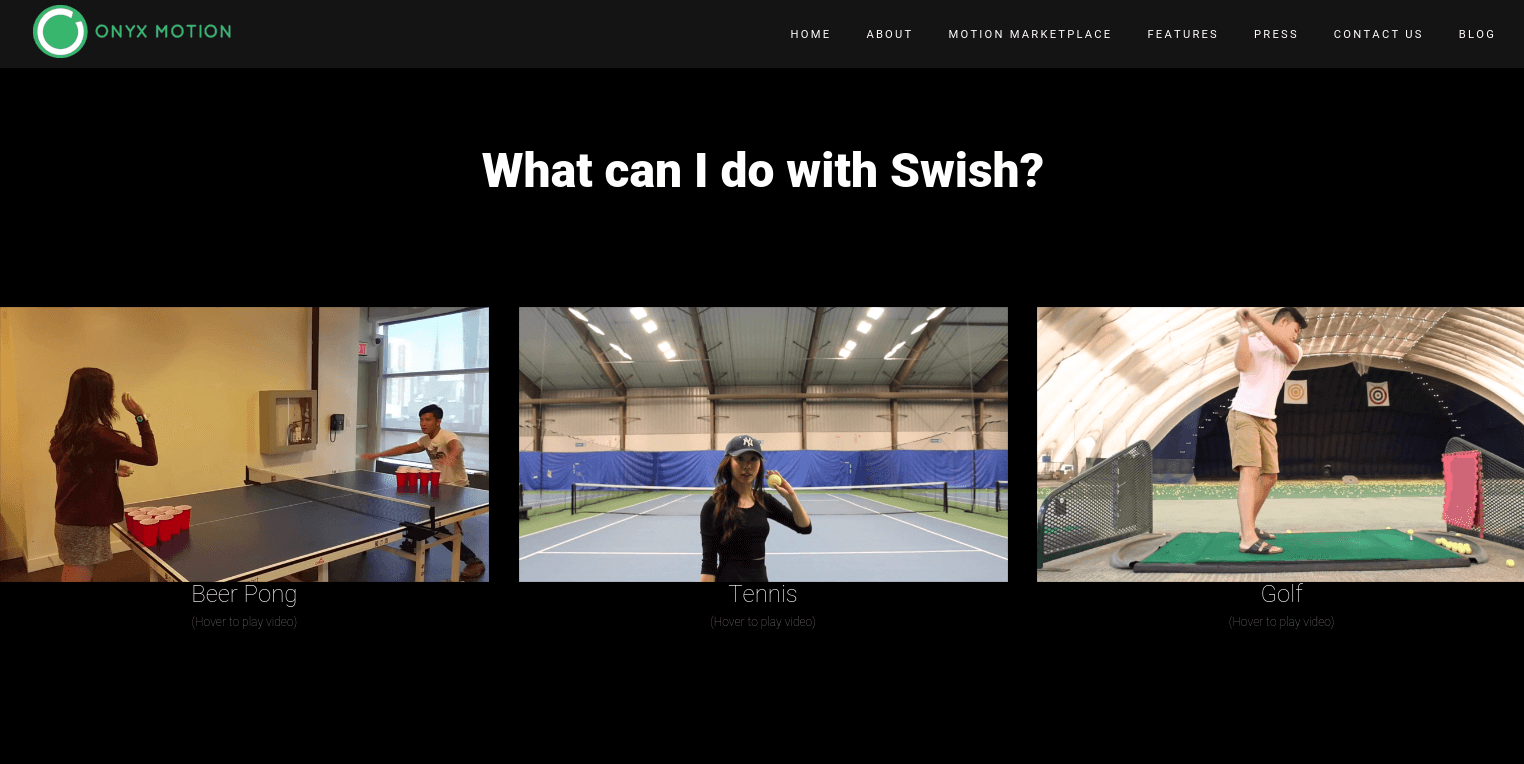 ONYX MOTION
HOME ABOUT MOTION MARKETPLACE FEATURES PRESS CONTACT US BLOG
What can I do with Swish?
Beer Pong
(Hover to play video)
Tennis
(Hover to play video)
Golf
(Hover to play video)